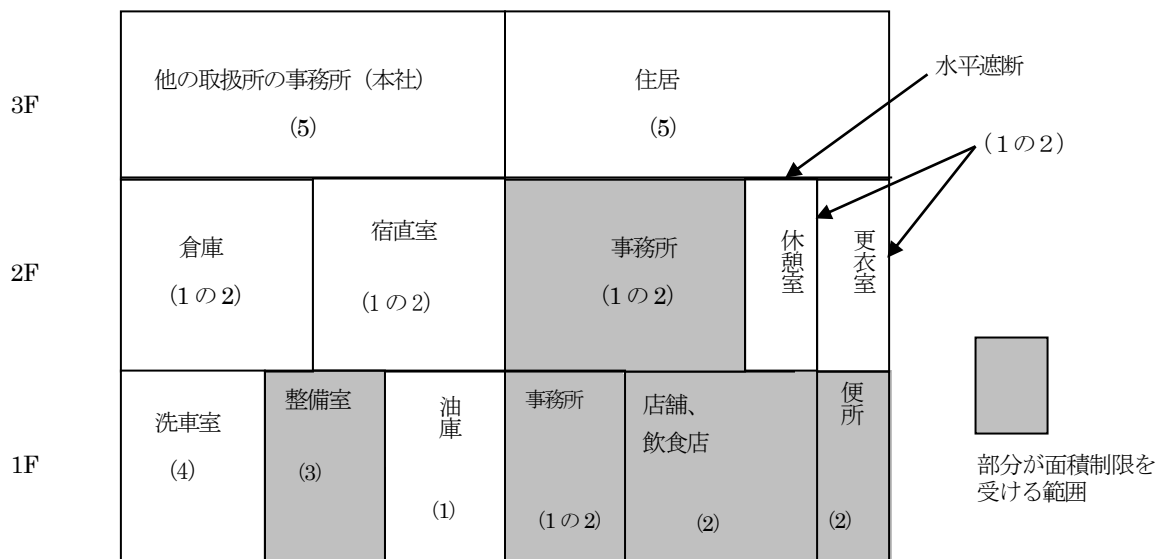 3F
他の取扱所の事務所(本社)
(5)
住居
(5)
水平遮断
(1の2)
2F
倉庫
(1の2)
宿直室
(1の2)
事務所
(1の2)
休憩室
更衣室
1F
洗車室
(4)
整備室
(3)
油庫
(1)
事務所
(1の2)
店舗、
飲食店
(2)
便所
(2)
部分が面積制限を
受ける範囲